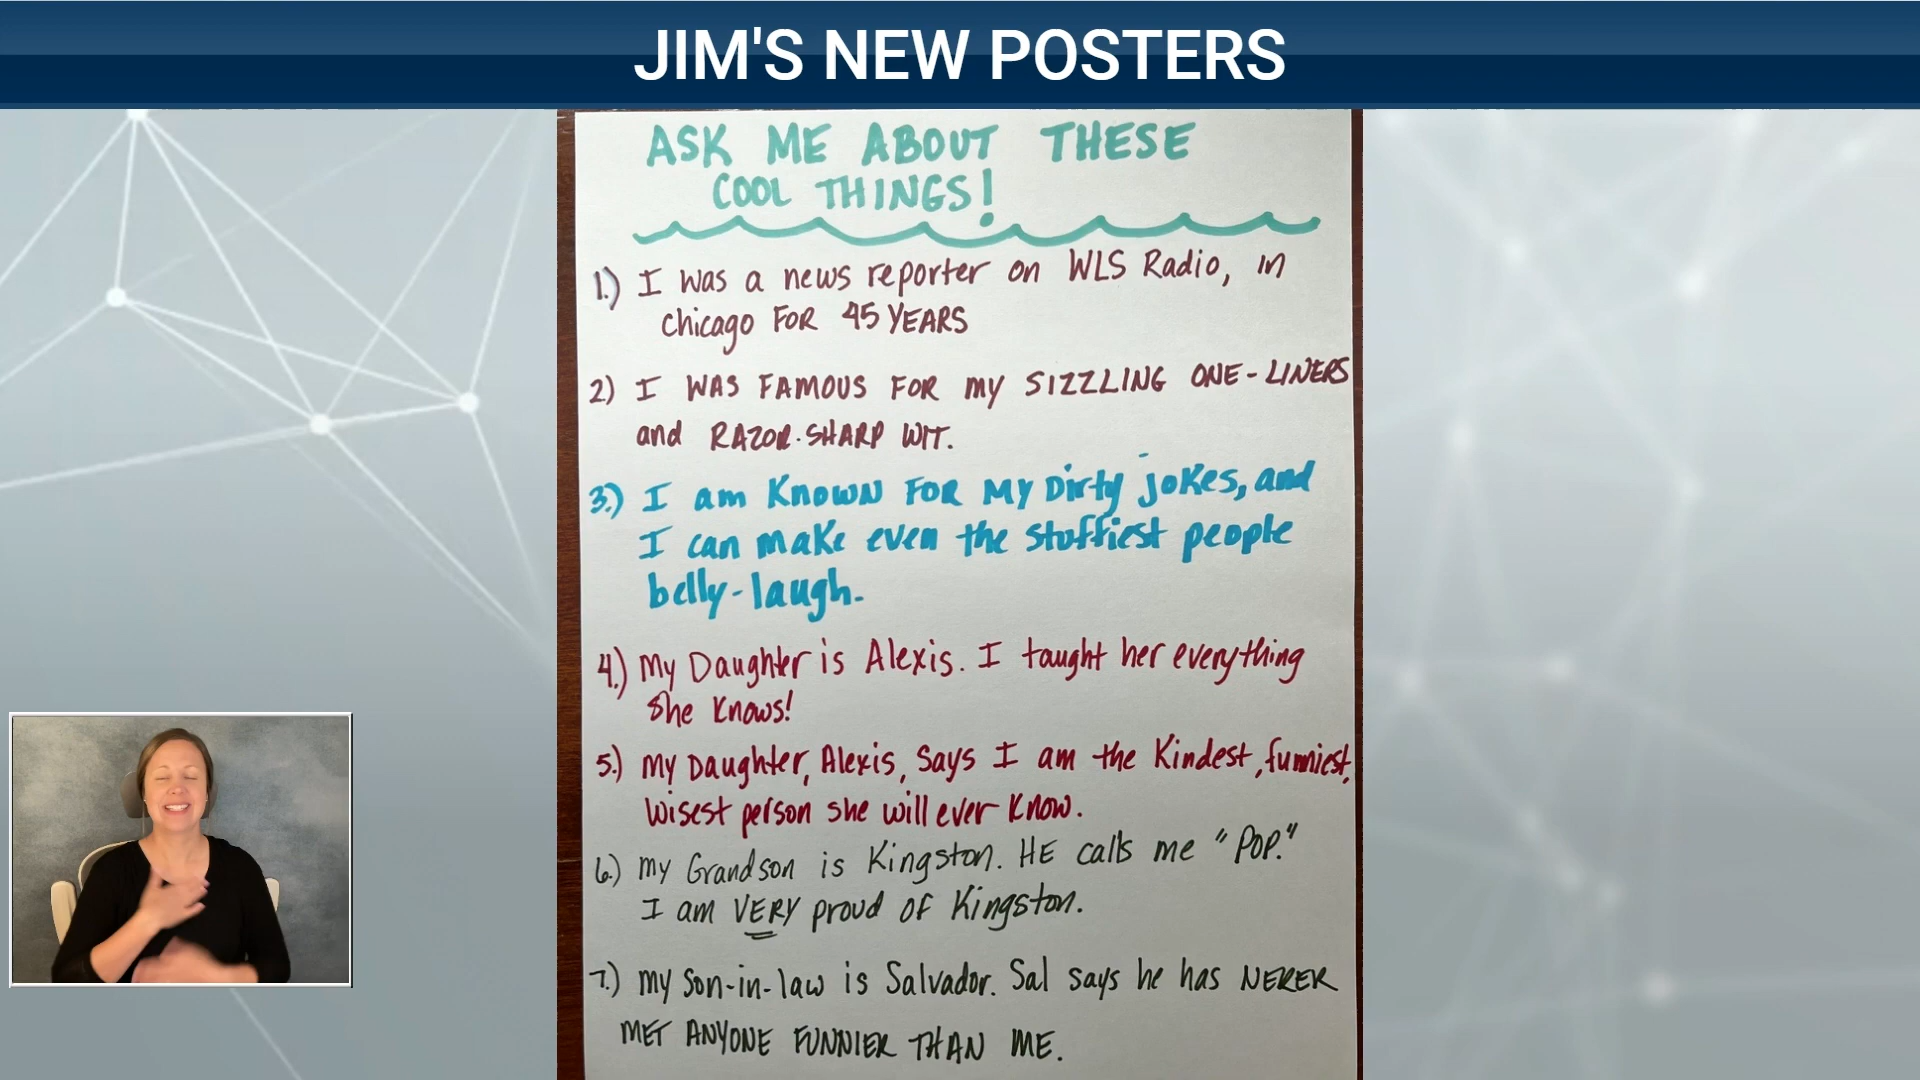 JIM'S NEW POSTERS
ASK ME ABOUT THESE
COOL THINGS!
1.) I was a news reporter on WLS Radio, in
Chicago FOR 45 YEARS
2) I WAS FAMOUS FOR my SIZZLING ONE-LINERS
and RAZOR-SHARP WIT.
3.) I am KNOWN FOR MY Dirty jokes, and
I can make even the stuffiest people
belly-laugh.
4.) My Daughter is Alexis. I taught her everything
She knows!
5.) My Daughter, Alexis, Says I am the Kindest, funniest,
wisest person she will ever know.
6.) My Grandson is Kingston. HE calls me "POP."
I am VERY proud OF Kingston.
7.) My Son-in-law is Salvador. Sal says he has NERER
MET ANYONE FUNNIER THAN ME.